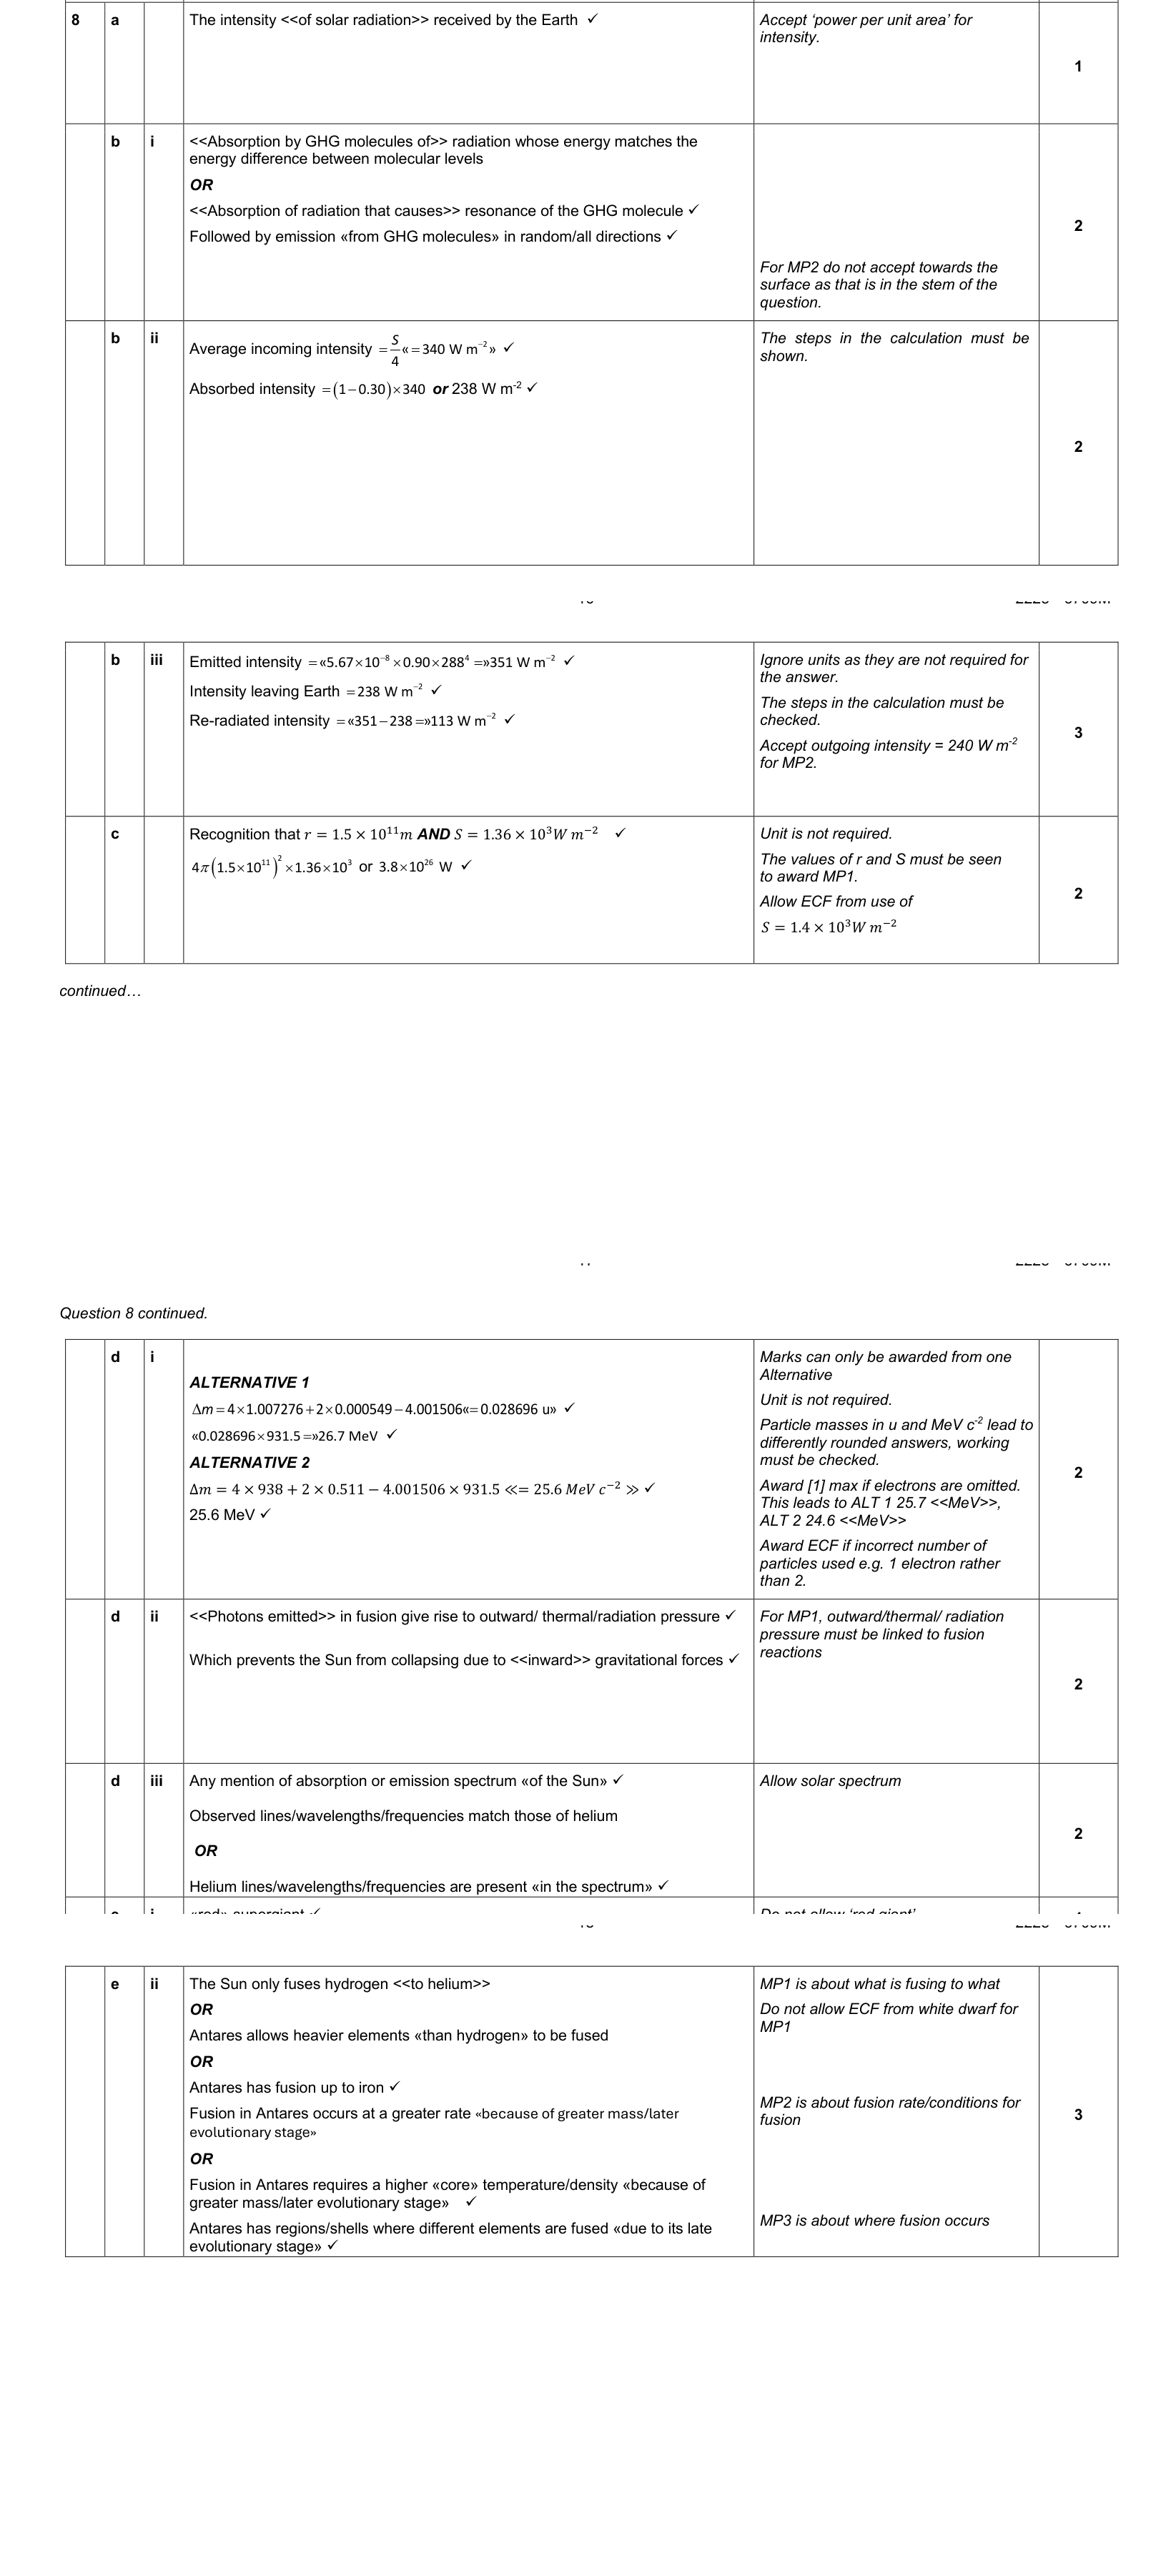 8 a The intensity <<of solar radiation>> received by the Earth ✓ Accept ‘power per unit area’ for
intensity.
1
b i <<Absorption by GHG molecules of>> radiation whose energy matches the
energy difference between molecular levels
OR
<<Absorption of radiation that causes>> resonance of the GHG molecule ✓
Followed by emission «from GHG molecules» in random/all directions ✓
2
For MP2 do not accept towards the
surface as that is in the stem of the
question.
b ii Average incoming intensity = S/4 « = 340 W m⁻² » ✓
Absorbed intensity = (1−0.30)×340 or 238 W m⁻² ✓
The steps in the calculation must be
shown.
2
b iii Emitted intensity = «5.67×10⁻⁸ ×0.90×288⁴ =»351 W m⁻² ✓
Intensity leaving Earth = 238 W m⁻² ✓
Re-radiated intensity = «351−238 =»113 W m⁻² ✓
Ignore units as they are not required for
the answer.
The steps in the calculation must be
checked.
Accept outgoing intensity = 240 W m⁻²
for MP2.
3
c Recognition that r = 1.5 × 10¹¹m AND S = 1.36 × 10³W m⁻² ✓
4π(1.5×10¹¹)² ×1.36×10³ or 3.8×10²⁶ W ✓
Unit is not required.
The values of r and S must be seen
to award MP1.
Allow ECF from use of
S = 1.4 × 10³W m⁻²
2
continued…
Question 8 continued.
d i
ALTERNATIVE 1
Δm = 4×1.007276+2×0.000549−4.001506«= 0.028696 u» ✓
«0.028696×931.5 =»26.7 MeV ✓
ALTERNATIVE 2
Δm = 4 × 938 + 2 × 0.511 − 4.001506 × 931.5 <<= 25.6 MeV c⁻² >> ✓
25.6 MeV ✓
Marks can only be awarded from one
Alternative
Unit is not required.
Particle masses in u and MeV c⁻² lead to
differently rounded answers, working
must be checked.
Award [1] max if electrons are omitted.
This leads to ALT 1 25.7 <<MeV>>,
ALT 2 24.6 <<MeV>>
Award ECF if incorrect number of
particles used e.g. 1 electron rather
than 2.
2
d ii <<Photons emitted>> in fusion give rise to outward/ thermal/radiation pressure ✓
Which prevents the Sun from collapsing due to <<inward>> gravitational forces ✓
For MP1, outward/thermal/ radiation
pressure must be linked to fusion
reactions
2
d iii Any mention of absorption or emission spectrum «of the Sun» ✓
Observed lines/wavelengths/frequencies match those of helium
OR
Helium lines/wavelengths/frequencies are present «in the spectrum» ✓
Allow solar spectrum
2
«red» supergiant ✓ Do not allow ‘red giant’
e ii The Sun only fuses hydrogen <<to helium>>
OR
Antares allows heavier elements «than hydrogen» to be fused
OR
Antares has fusion up to iron ✓
Fusion in Antares occurs at a greater rate «because of greater mass/later
evolutionary stage»
OR
Fusion in Antares requires a higher «core» temperature/density «because of
greater mass/later evolutionary stage» ✓
Antares has regions/shells where different elements are fused «due to its late
evolutionary stage» ✓
MP1 is about what is fusing to what
Do not allow ECF from white dwarf for
MP1
MP2 is about fusion rate/conditions for
fusion
MP3 is about where fusion occurs
3